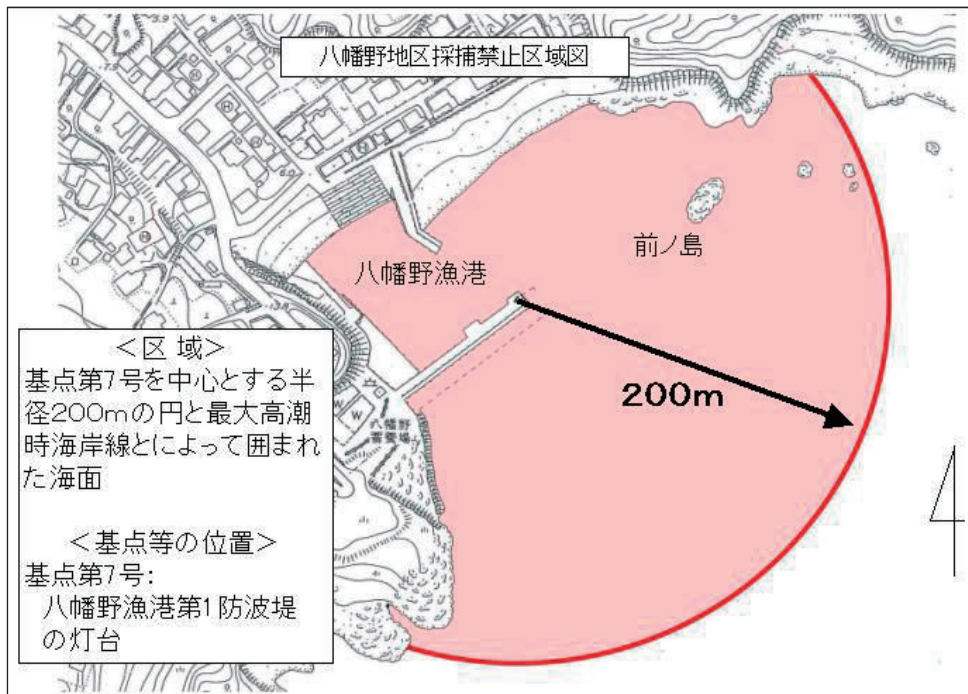 八幡野地区採捕禁止区域図
前ノ島
八幡野漁港
200m
＜区 域＞
基点第7号を中心とする半
径200mの円と最大高潮
時海岸線とによって囲まれ
た海面
＜基点等の位置＞
基点第7号：
八幡野漁港第1防波堤
の灯台